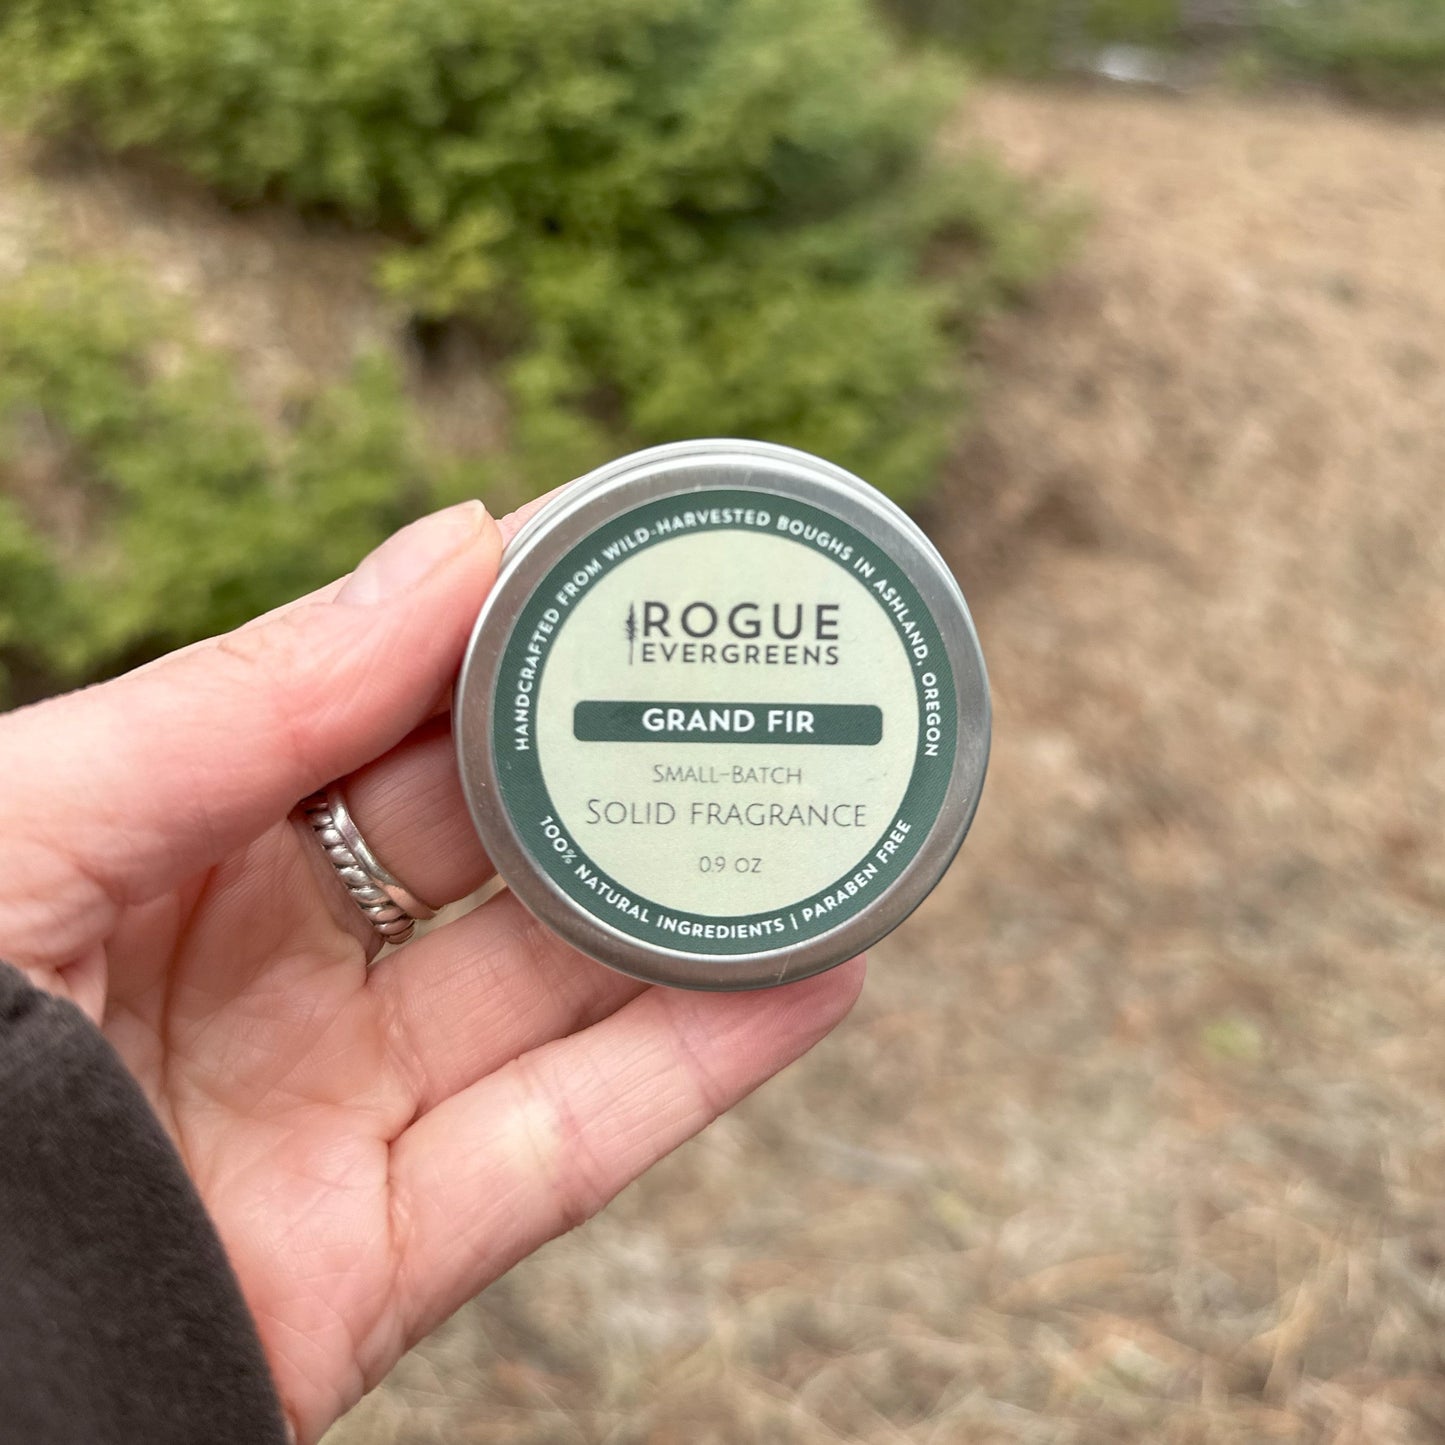 HANDCRAFTED FROM WILD-HARVESTED BOUGHS IN ASHLAND, OREGON
ROGUE
EVERGREENS
GRAND FIR
SMALL-BATCH
SOLID FRAGRANCE
0.9 OZ
100% NATURAL INGREDIENTS | PARABEN FREE